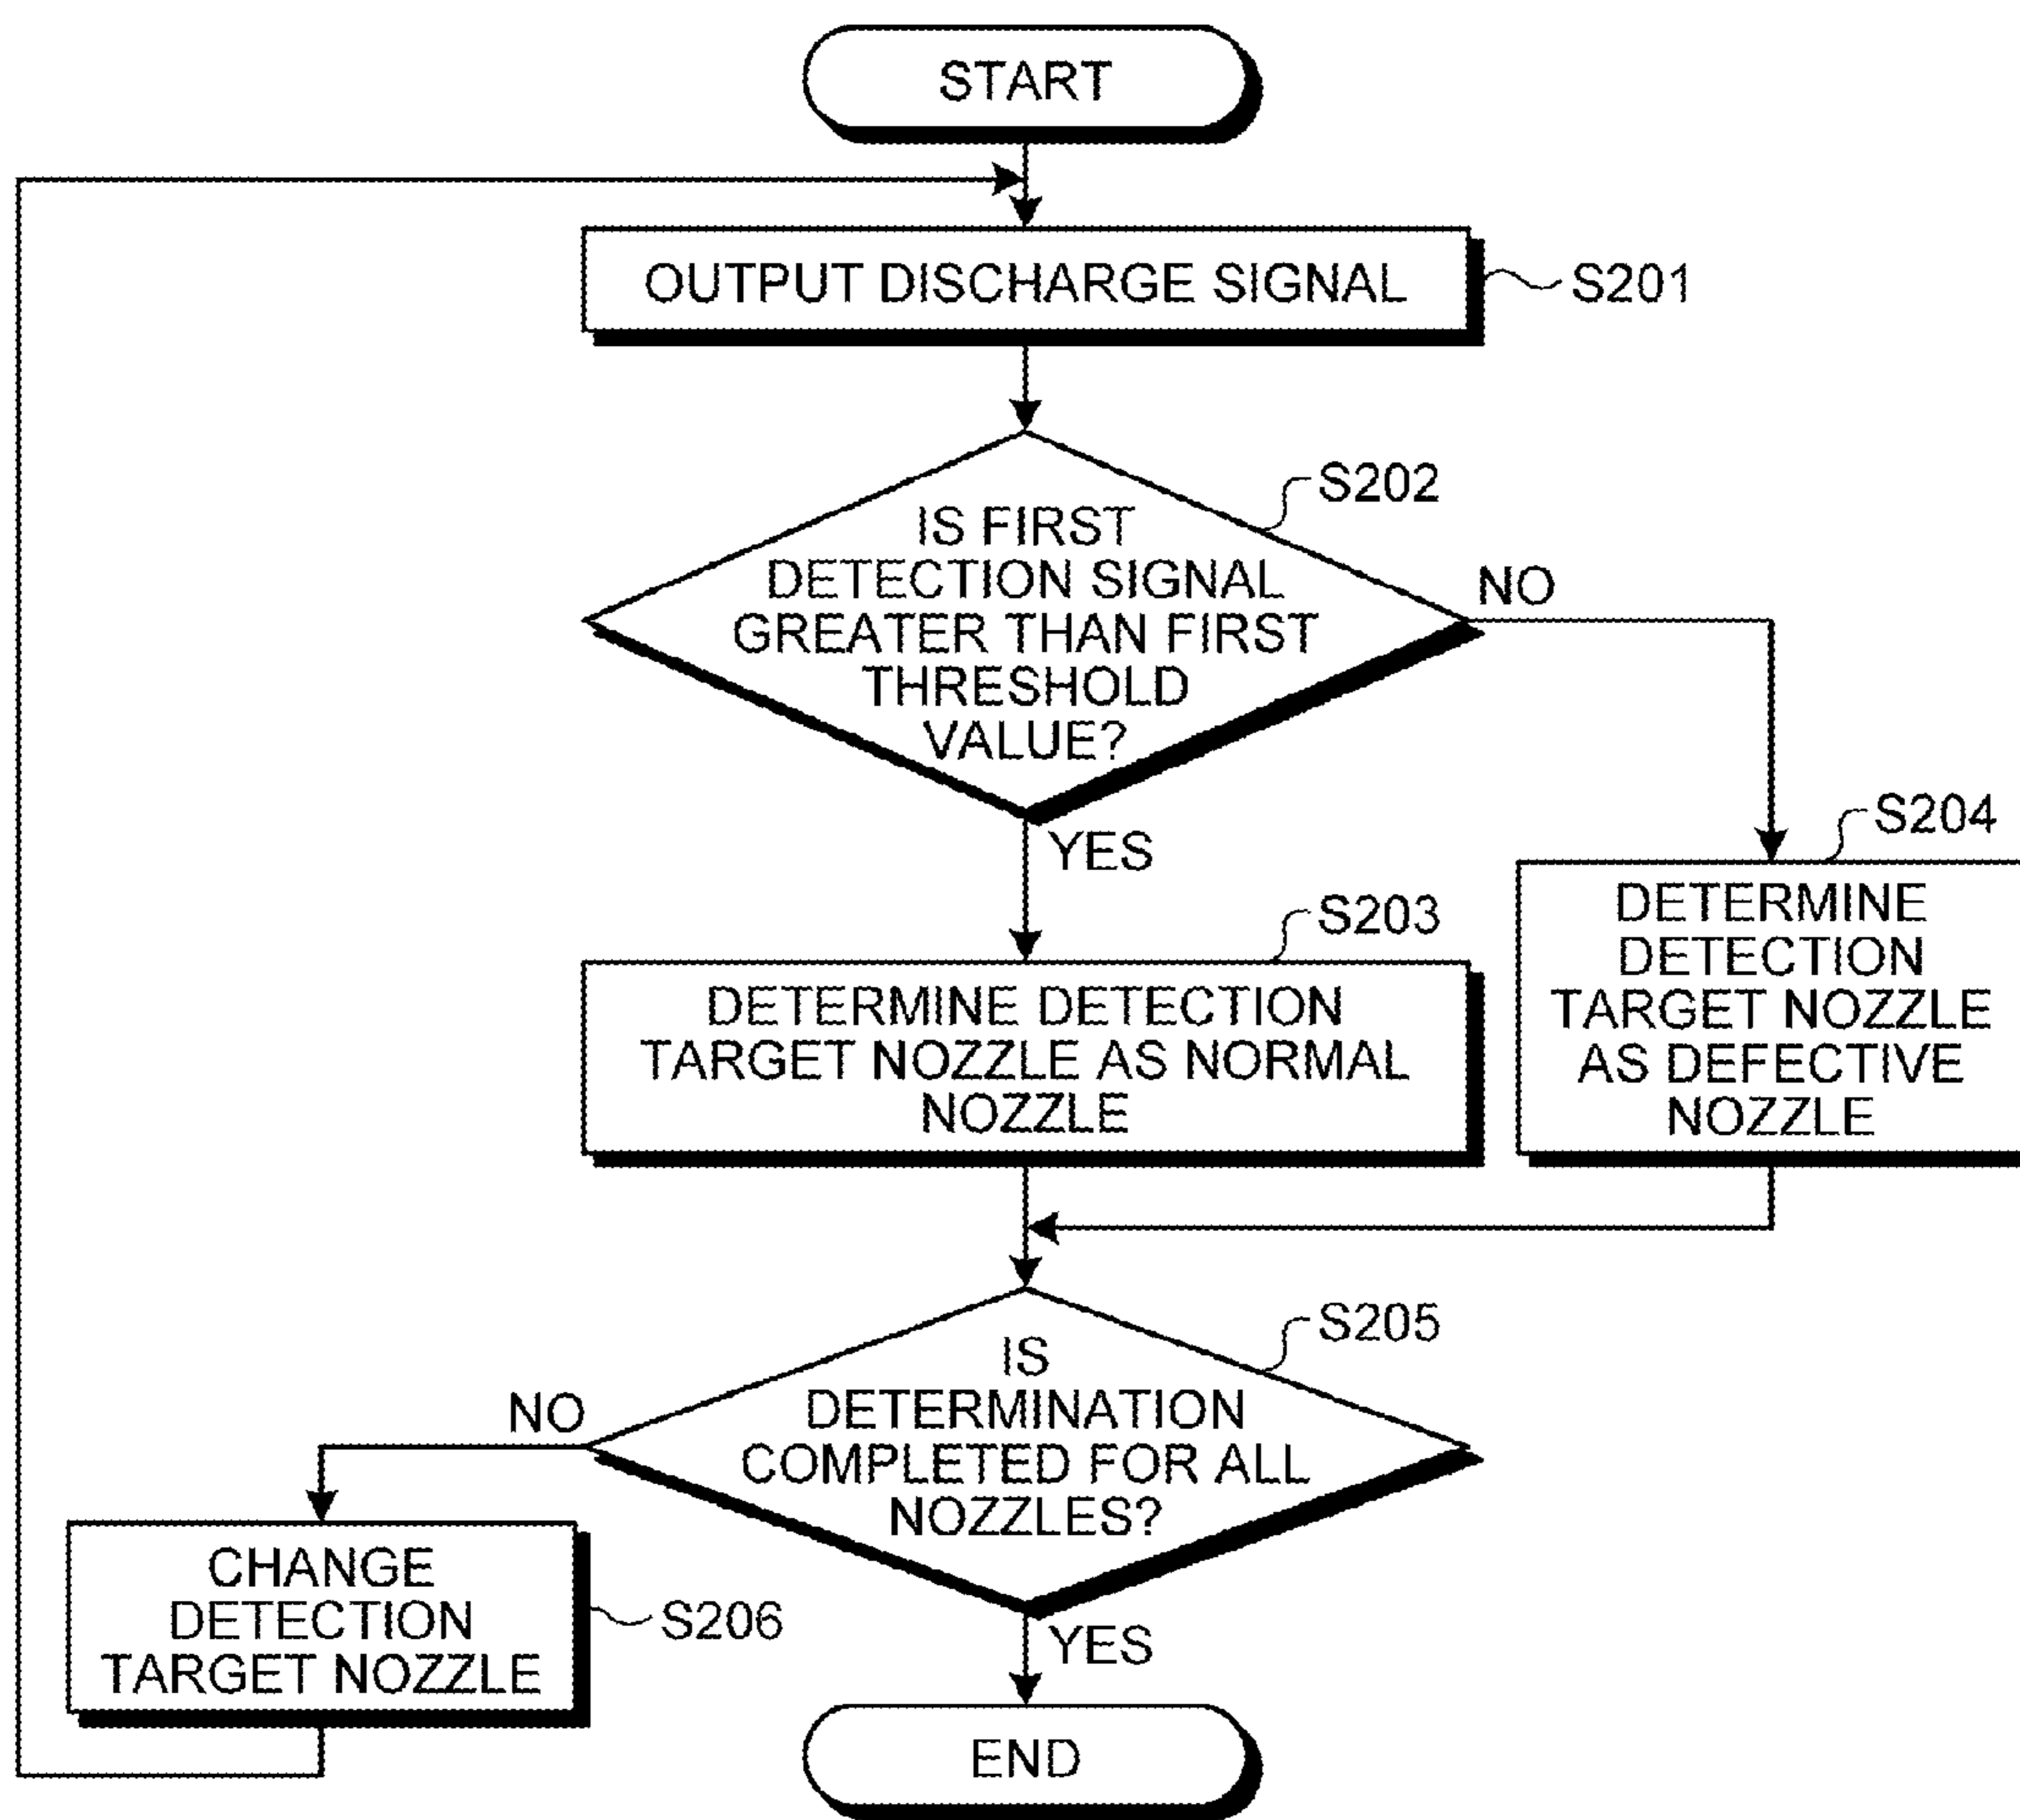 START
OUTPUT DISCHARGE SIGNAL
S201
S202
IS FIRST
DETECTION SIGNAL
GREATER THAN FIRST
THRESHOLD
VALUE?
NO
YES
S204
DETERMINE
DETECTION
TARGET NOZZLE
AS DEFECTIVE
NOZZLE
S203
DETERMINE DETECTION
TARGET NOZZLE AS NORMAL
NOZZLE
S205
IS
DETERMINATION
COMPLETED FOR ALL
NOZZLES?
NO
CHANGE
DETECTION
TARGET NOZZLE
S206
YES
END